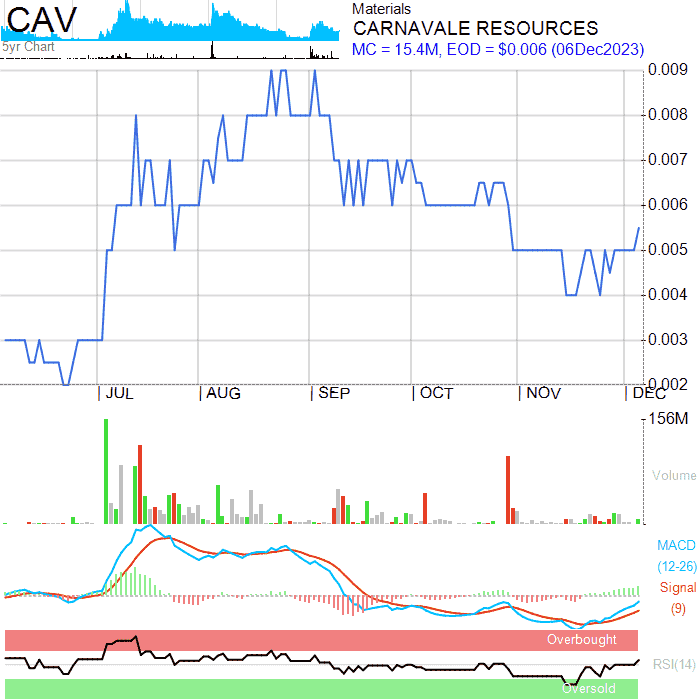 CAV
5yr Chart
Materials
CARNAVALE RESOURCES
MC = 15.4M, EOD = $0.006 (06Dec2023)
0.009
0.008
0.007
0.006
0.005
0.004
0.003
0.002
JUL
AUG
SEP
OCT
NOV
DEC
156M
Volume
MACD
(12-26)
Signal
(9)
Overbought
RSI(14)
Oversold